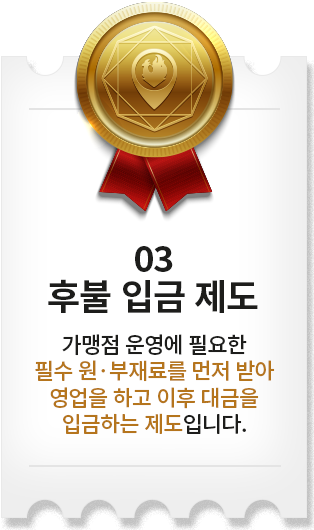 03
후불 입금 제도
가맹점 운영에 필요한
필수 원·부재료를 먼저 받아
영업을 하고 이후 대금을
입금하는 제도입니다.